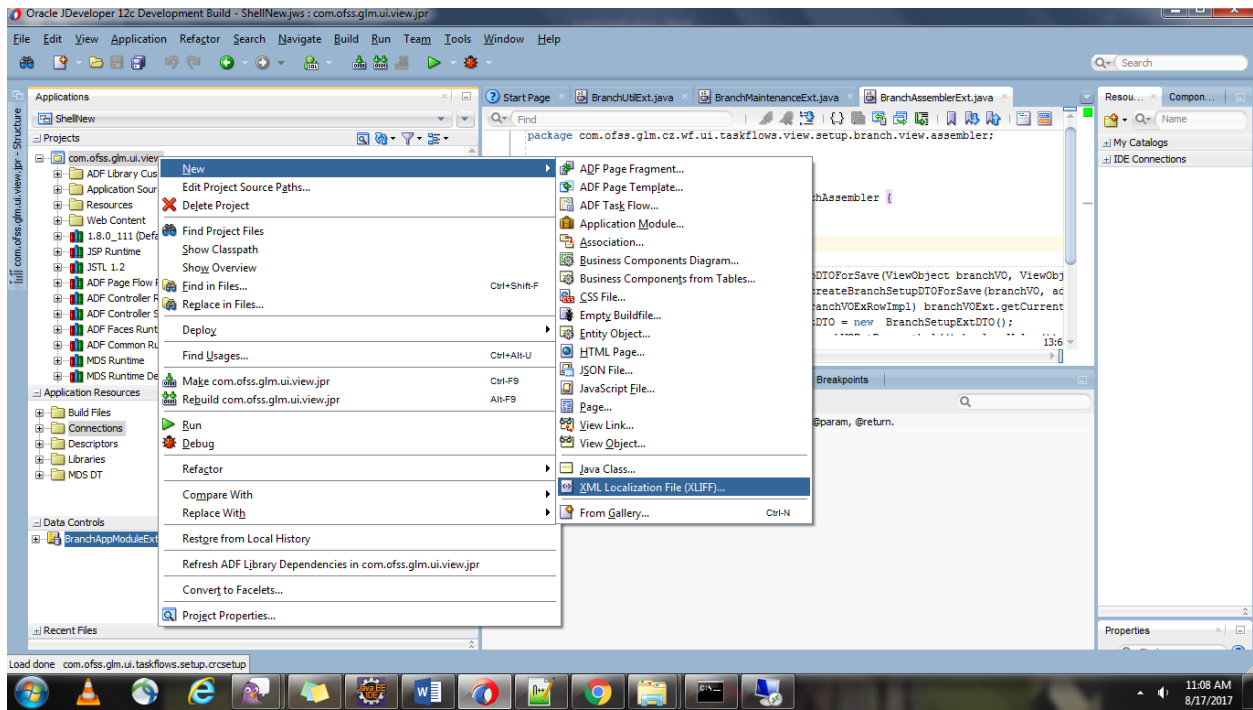 Oracle JDeveloper 12c Development Build - ShellNew.jws : com.ofss.glm.ui.view.jpr
File Edit View Application Refactor Search Navigate Build Run Team Tools Window Help
Search
Applications
ShellNew
Projects
com.ofss.glm.ui.view
ADF Library Cus
Application Sour
Resources
Web Content
1.8.0_111 (Defa
JSP Runtime
JSTL 1.2
ADF Page Flow
ADF Controller R
ADF Controller S
ADF Faces Runt
ADF Common Ru
MDS Runtime
MDS Runtime De
Application Resources
Build Files
Connections
Descriptors
Libraries
MDS DT
Data Controls
BranchAppModuleExt
Recent Files
com.ofss.glm.ui.view.jpr - Structure
New
Edit Project Source Paths...
Delete Project
Find Project Files
Show Classpath
Show Overview
Find in Files... Ctrl+Shift-F
Replace in Files...
Deploy
Find Usages... Ctrl+Alt-U
Make com.ofss.glm.ui.view.jpr Ctrl-F9
Rebuild com.ofss.glm.ui.view.jpr Alt-F9
Run
Debug
Refactor
Compare With
Replace With
Restore from Local History
Refresh ADF Library Dependencies in com.ofss.glm.ui.view.jpr
Convert to Facelets...
Project Properties...
ADF Page Fragment...
ADF Page Template...
ADF Task Flow...
Application Module...
Association...
Business Components Diagram...
Business Components from Tables...
CSS File...
Empty Buildfile...
Entity Object...
HTML Page...
JSON File...
JavaScript File...
Page...
View Link...
View Object...
Java Class...
XML Localization File (XLIFF)...
From Gallery... Ctrl-N
Start Page BranchUtilExt.java BranchMaintenanceExt.java BranchAssemblerExt.java
Find
package com.ofss.glm.cz.wf.ui.taskflows.view.setup.branch.view.assembler;
chAssembler {
pDTOForSave(ViewObject branchVO, ViewObj
createBranchSetupDTOForSave(branchVO, ad
ranchVOExRowImpl) branchVOExt.getCurrent
tDTO = new BranchSetupExtDTO();
13:6
Breakpoints
@param, @return.
Resou... Compon...
Name
My Catalogs
IDE Connections
Properties
Load done com.ofss.glm.ui.taskflows.setup.crcsetup
11:08 AM
8/17/2017